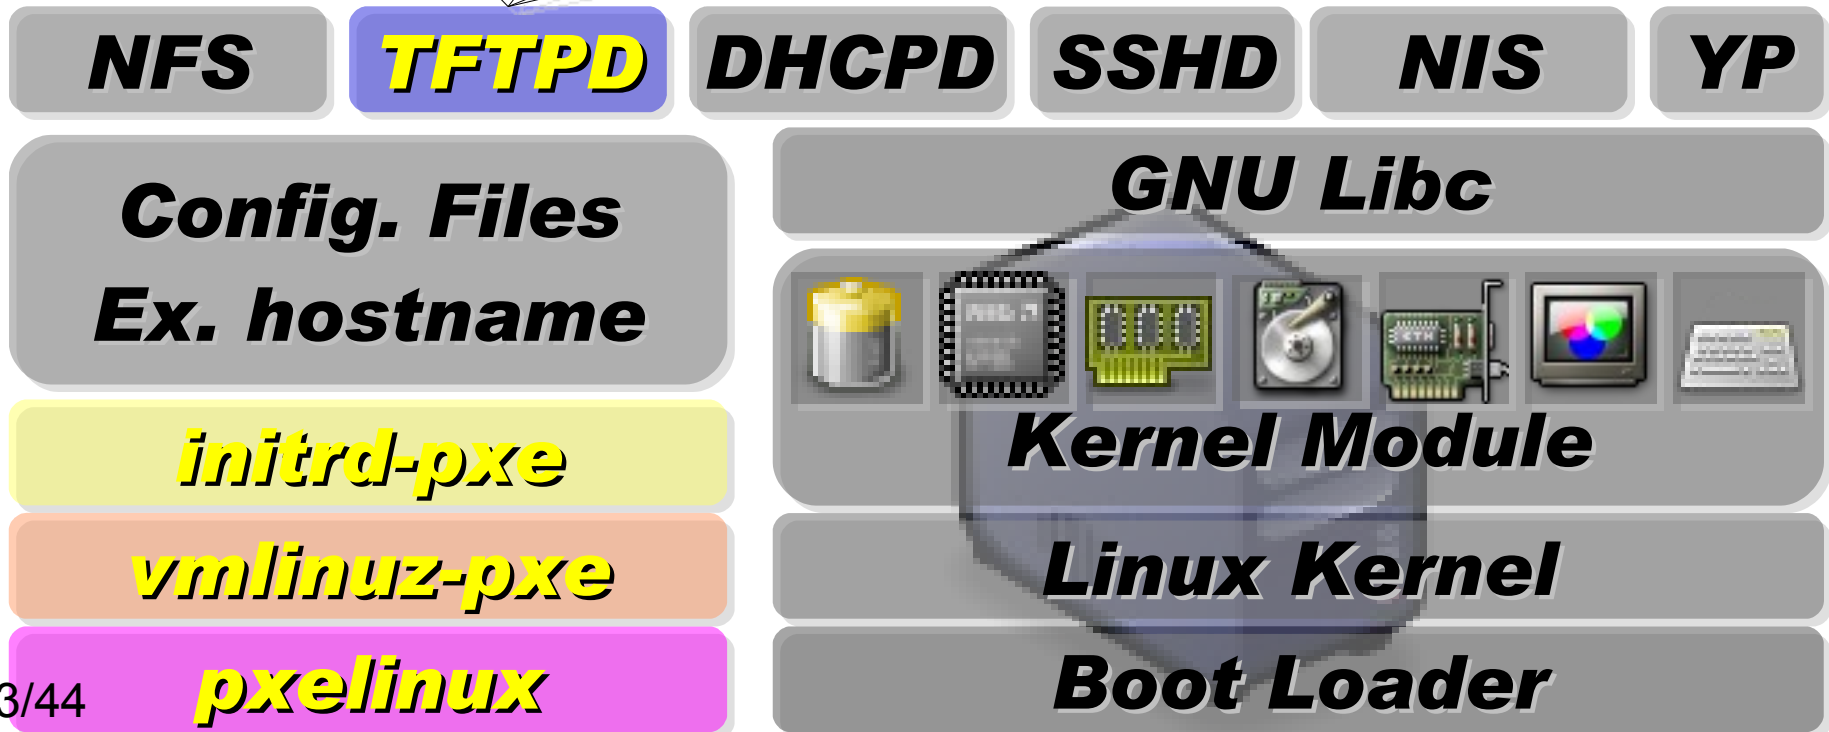 NFS TFTPD DHCPD SSHD NIS YP
Config. Files
Ex. hostname
initrd-pxe
vmlinuz-pxe
pxelinux
GNU Libc
Kernel Module
Linux Kernel
Boot Loader
3/44